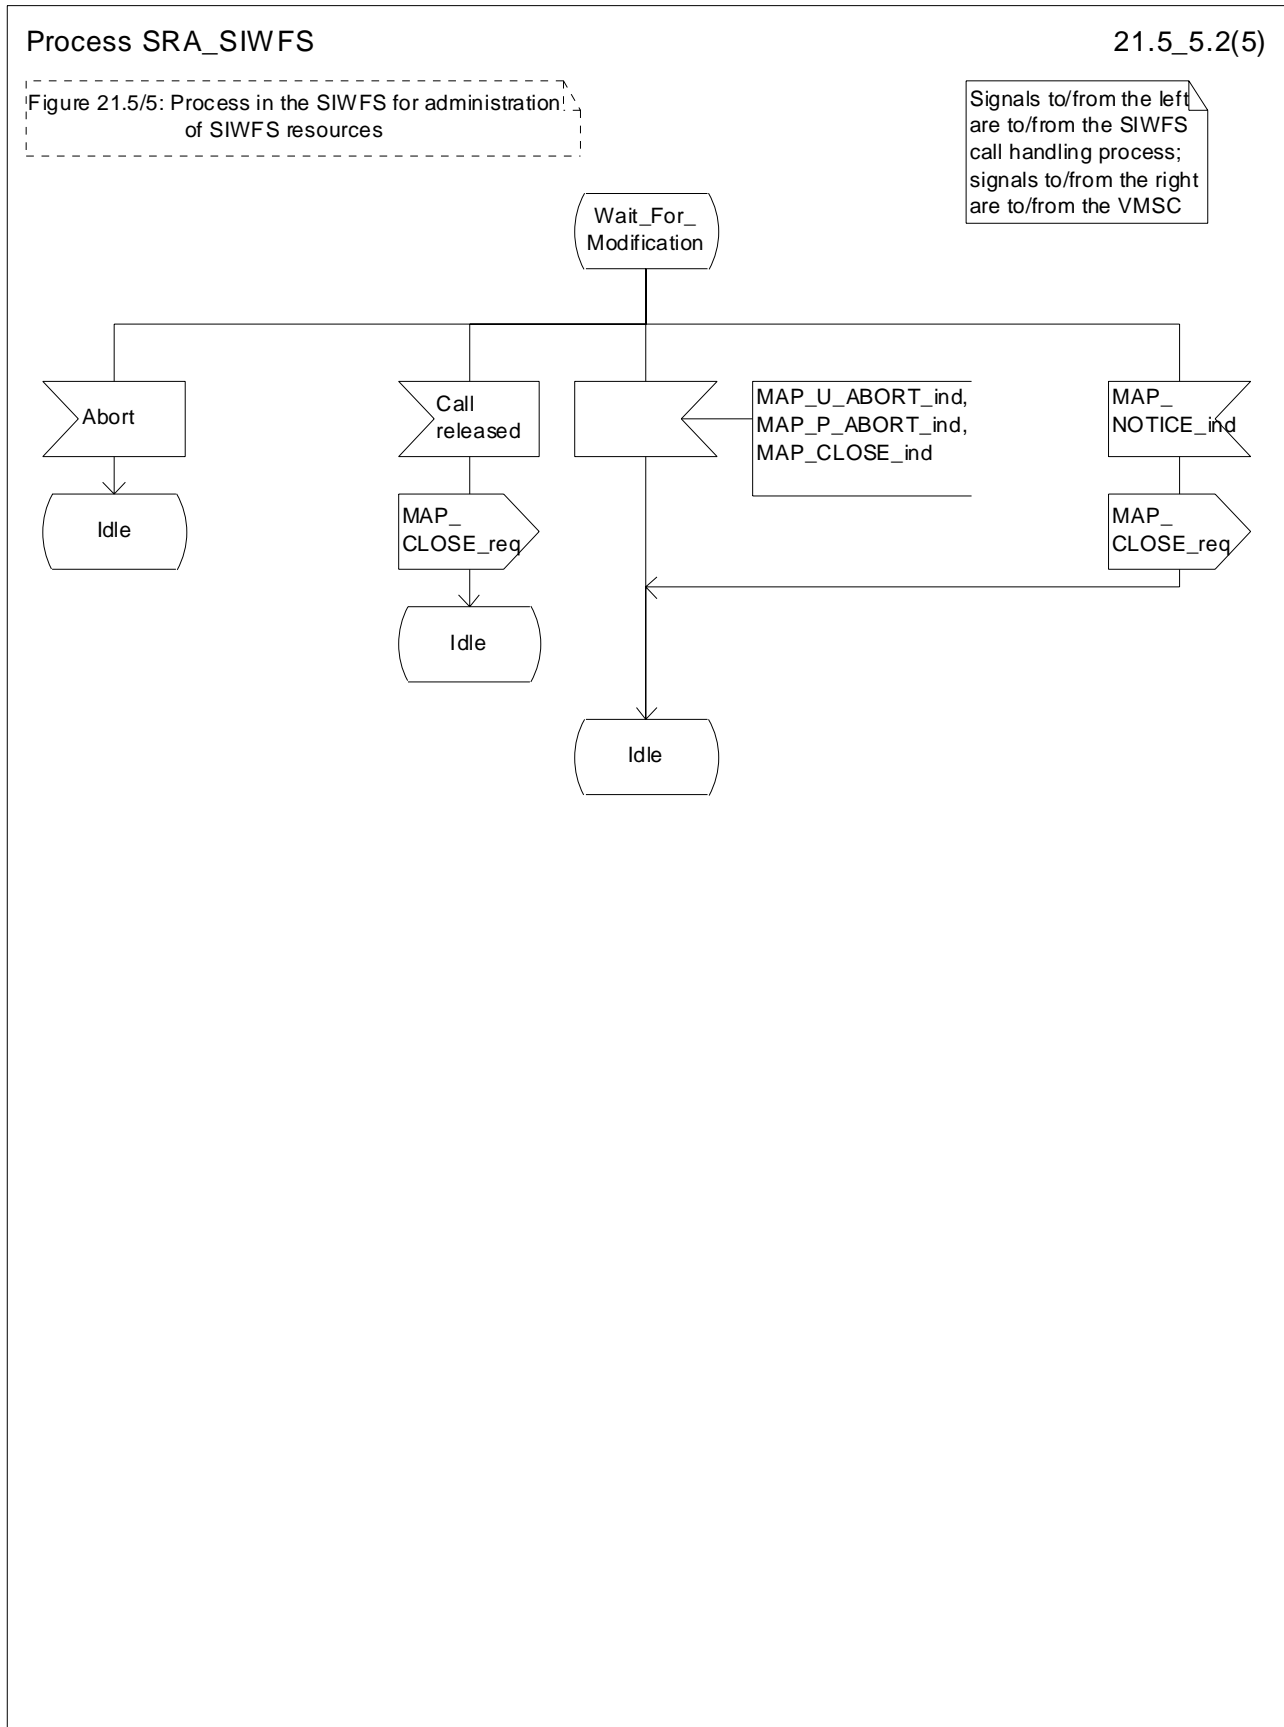 Process SRA_SIWFS
21.5_5.2(5)
Figure 21.5/5: Process in the SIWFS for administration
of SIWFS resources
Signals to/from the left
are to/from the SIWFS
call handling process;
signals to/from the right
are to/from the VMSC
Wait_For_
Modification
Abort
Call
released
MAP_U_ABORT_ind,
MAP_P_ABORT_ind,
MAP_CLOSE_ind
MAP_
NOTICE_ind
Idle
MAP_
CLOSE_req
MAP_
CLOSE_req
Idle
Idle